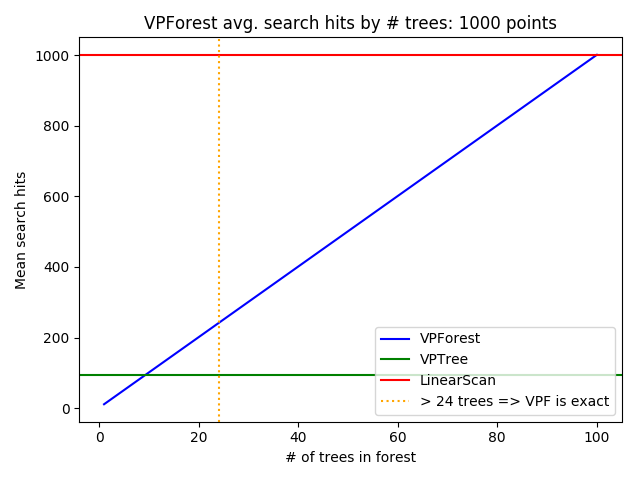 VPForest avg. search hits by # trees: 1000 points
1000
800
600
400
200
0
Mean search hits
VPForest
VPTree
LinearScan
> 24 trees => VPF is exact
0 20 40 60 80 100
# of trees in forest